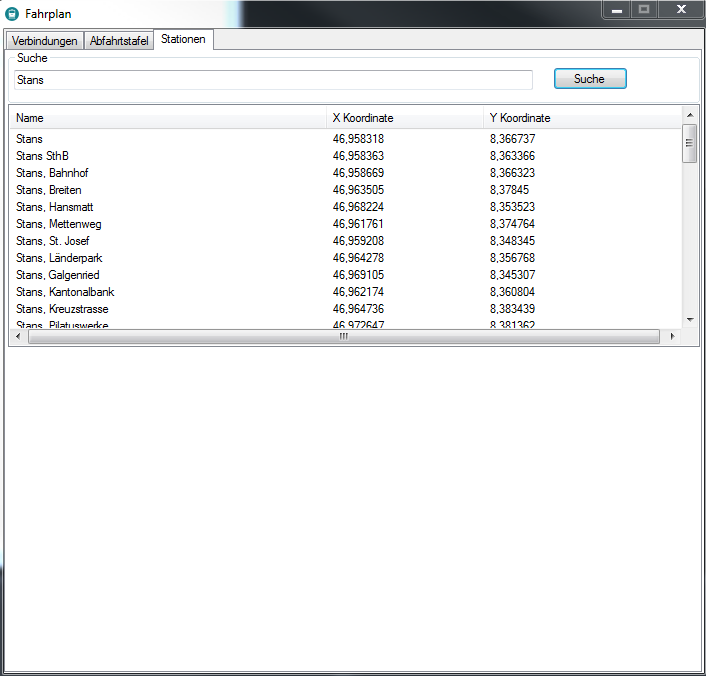 Fahrplan
Verbindungen Abfahrtstafel Stationen
Suche
Stans Suche
Name X Koordinate Y Koordinate
Stans 46,958318 8,366737
Stans SthB 46,958363 8,363366
Stans, Bahnhof 46,958669 8,366323
Stans, Breiten 46,963505 8,37845
Stans, Hansmatt 46,968224 8,353523
Stans, Mettenweg 46,961761 8,374764
Stans, St. Josef 46,959208 8,348345
Stans, Länderpark 46,964278 8,356768
Stans, Galgenried 46,969105 8,345307
Stans, Kantonalbank 46,962174 8,360804
Stans, Kreuzstrasse 46,964736 8,383439
Stans, Pilatuswerke 46,972647 8,381362